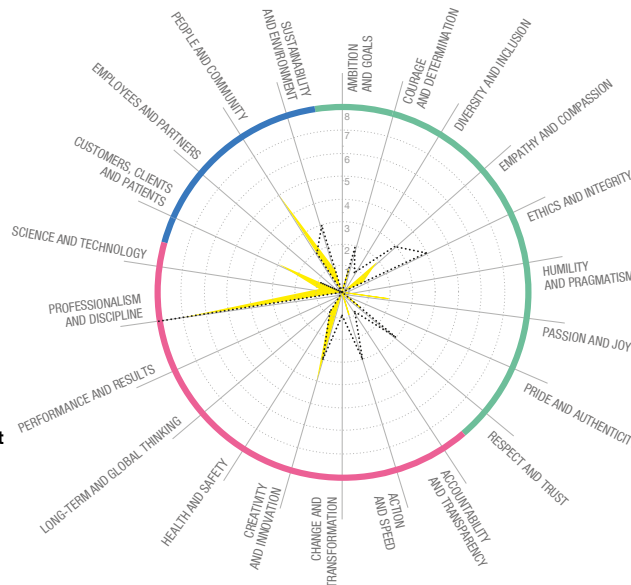 AMBITION
AND GOALS
COURAGE
AND DETERMINATION
DIVERSITY AND INCLUSION
EMPATHY AND COMPASSION
ETHICS AND INTEGRITY
HUMILITY
AND PRAGMATISM
PASSION AND JOY
PRIDE AND AUTHENTICIT
RESPECT AND TRUST
ACCOUNTABILITY
AND TRANSPARENCY
ACTION
AND SPEED
CHANGE AND
TRANSFORMATION
CREATIVITY
AND INNOVATION
HEALTH AND SAFETY
LONG-TERM AND GLOBAL THINKING
PERFORMANCE AND RESULTS
PROFESSIONALISM
AND DISCIPLINE
SCIENCE AND TECHNOLOGY
CUSTOMERS, CLIENTS
AND PATIENTS
EMPLOYEES AND PARTNERS
PEOPLE AND COMMUNITY
SUSTAINABILITY
AND ENVIRONMENT
8
7
6
5
4
3
2
t